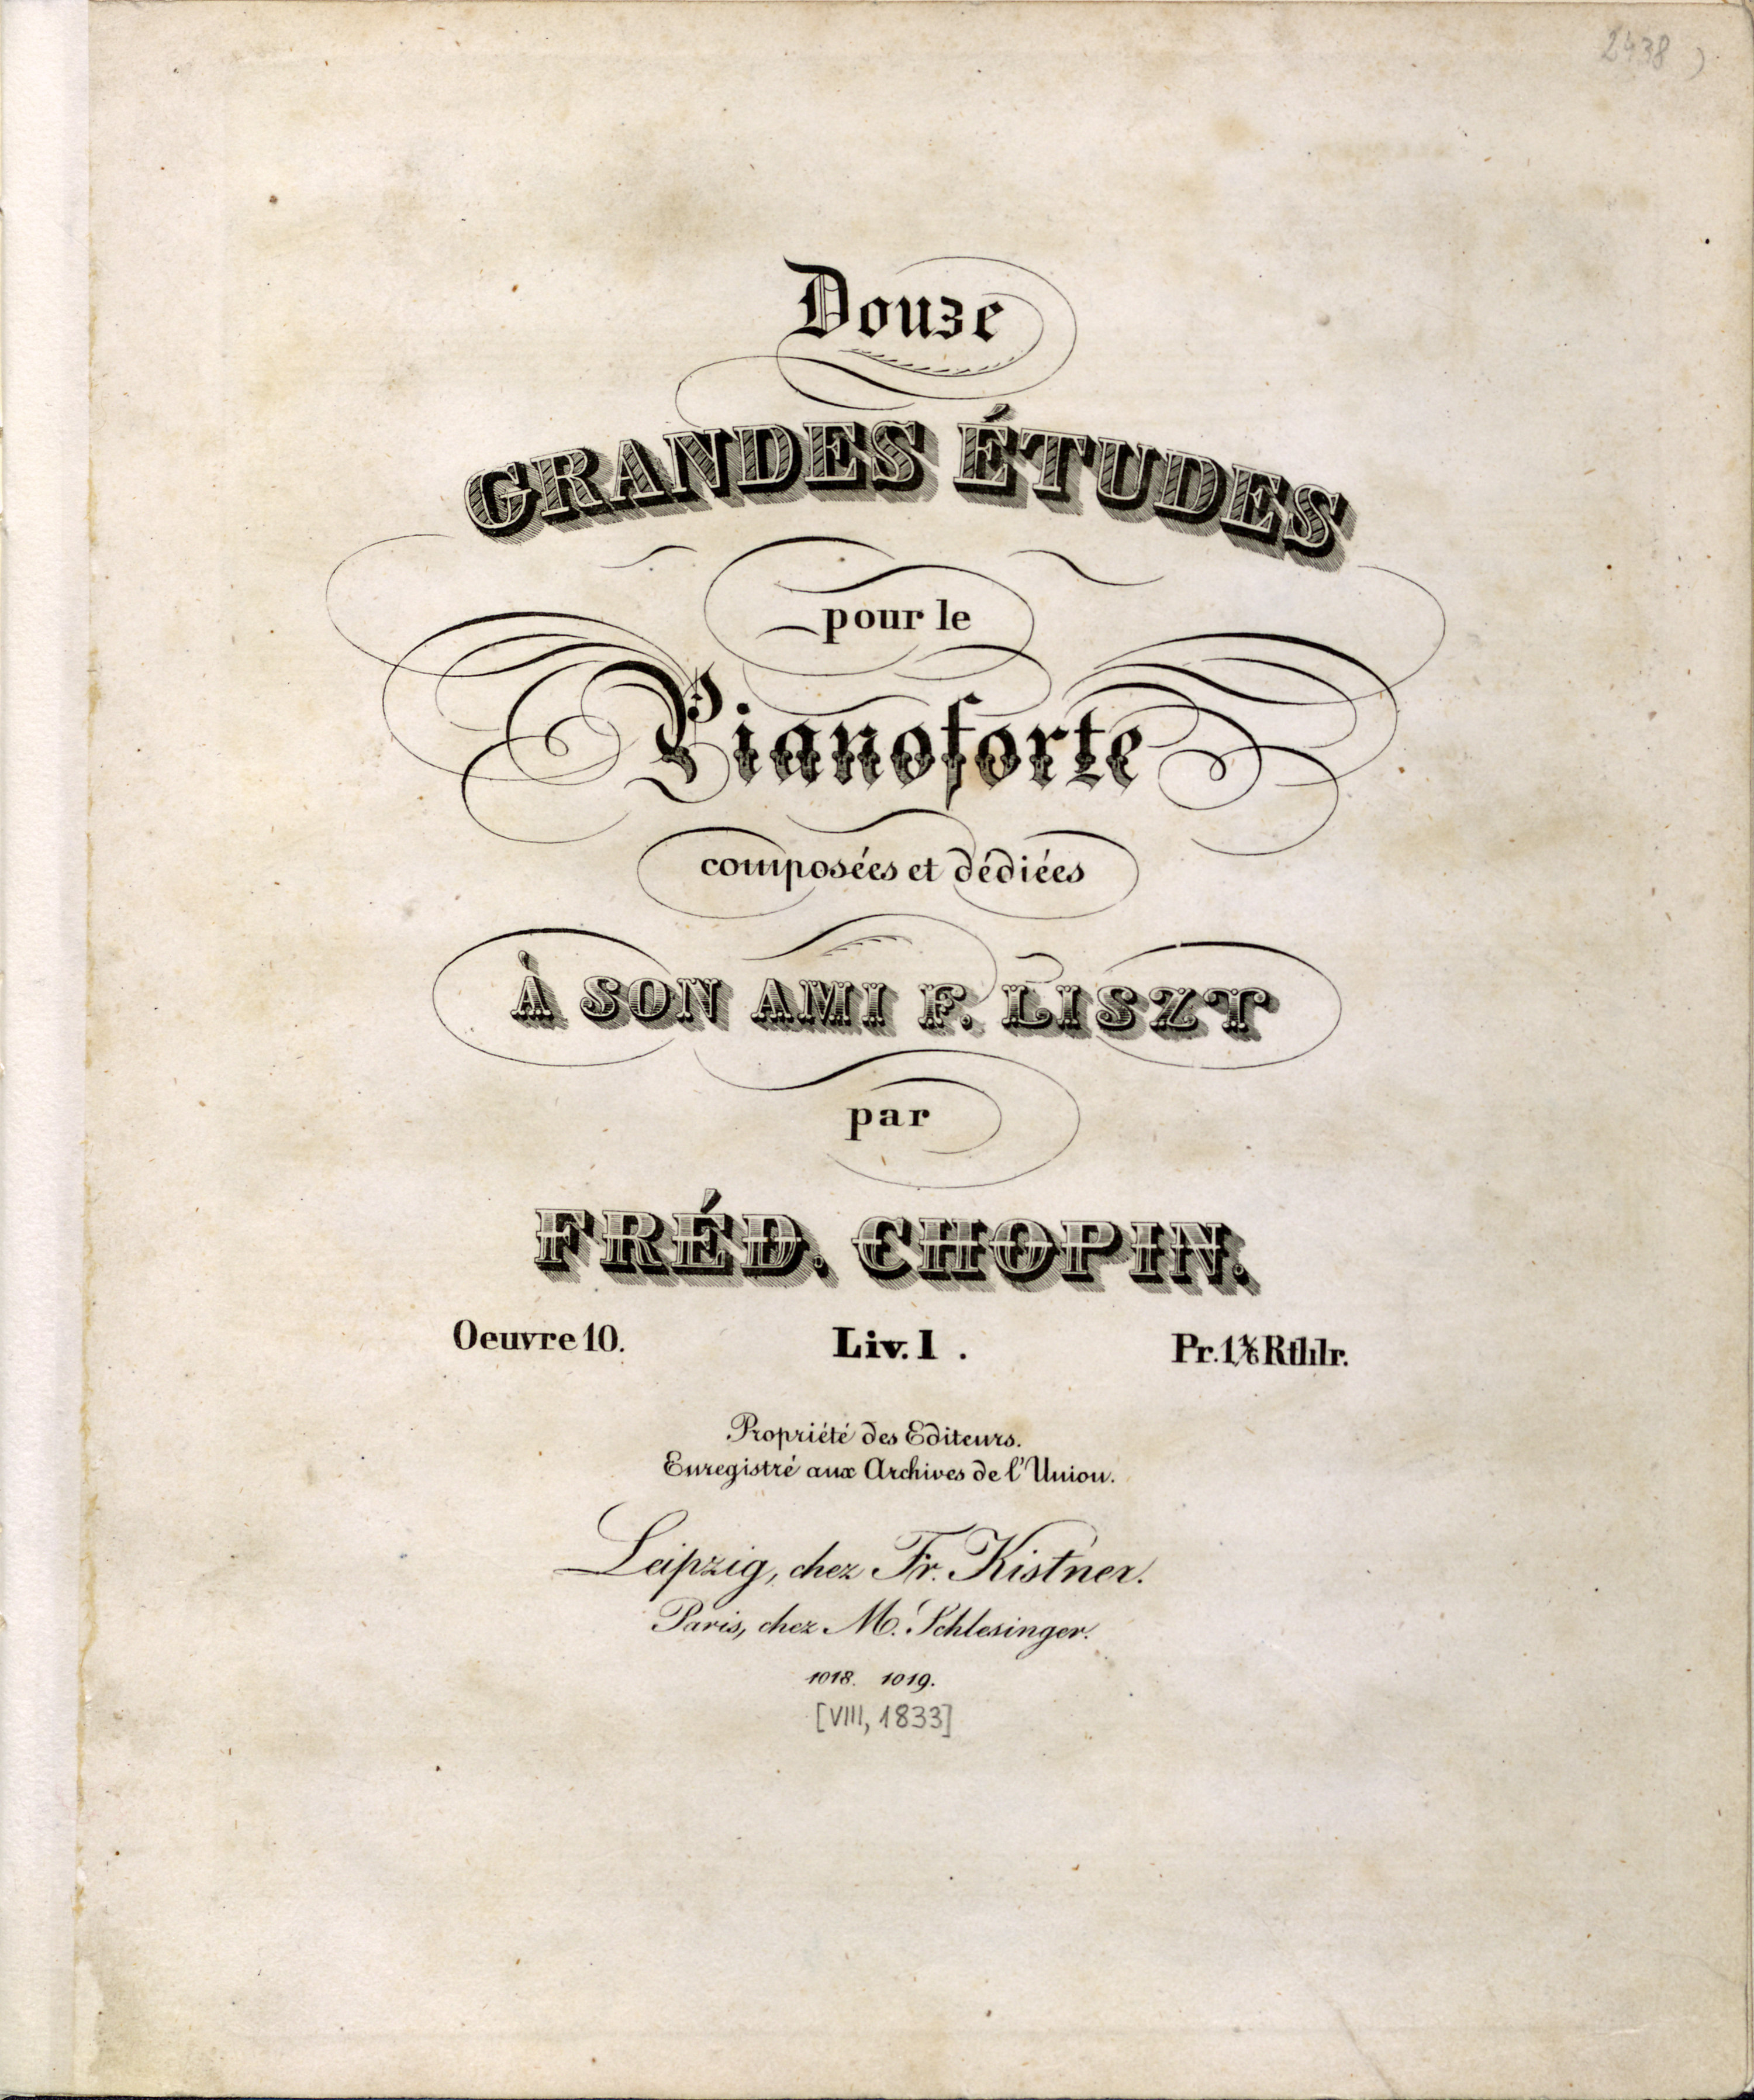 2438
Douze
GRANDES ÉTUDES
pour le
Pianoforte
composées et dédiées
À SON AMI F. LISZT
par
FRÉD. CHOPIN.
Oeuvre 10. Liv. I . Pr. Rthlr.
Propriété des Editeurs.
Enregistré aux Archives de l'Union.
Leipzig, chez Fr. Kistner.
Paris, chez M. Schlesinger.
1018. 1019.
[VIII, 1833]